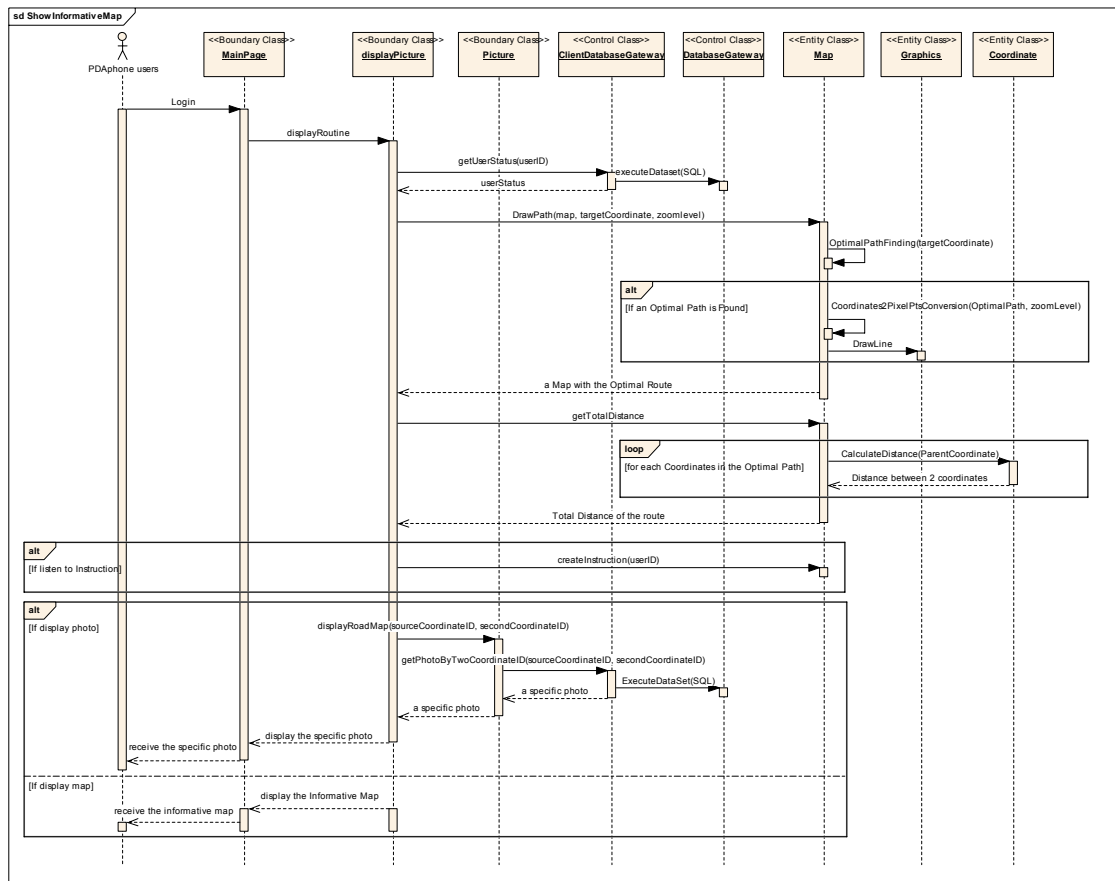 sd ShowInformativeMap
PDAphone users
<<Boundary Class>>
MainPage
<<Boundary Class>>
displayPicture
<<Boundary Class>>
Picture
<<Control Class>>
ClientDatabaseGateway
<<Control Class>>
DatabaseGateway
<<Entity Class>>
Map
<<Entity Class>>
Graphics
<<Entity Class>>
Coordinate
Login
displayRoutine
getUserStatus(userID)
executeDataset(SQL)
userStatus
DrawPath(map, targetCoordinate, zoomlevel)
OptimalPathFinding(targetCoordinate)
alt
[If an Optimal Path is Found]
Coordinates2PixelPtsConversion(OptimalPath, zoomLevel)
DrawLine
a Map with the Optimal Route
getTotalDistance
loop
[for each Coordinates in the Optimal Path]
CalculateDistance(ParentCoordinate)
Distance between 2 coordinates
Total Distance of the route
alt
[If listen to Instruction]
createInstruction(userID)
alt
[If display photo]
displayRoadMap(sourceCoordinateID, secondCoordinateID)
getPhotoByTwoCoordinateID(sourceCoordinateID, secondCoordinateID)
ExecuteDataSet(SQL)
a specific photo
a specific photo
display the specific photo
receive the specific photo
[If display map]
display the Informative Map
receive the informative map